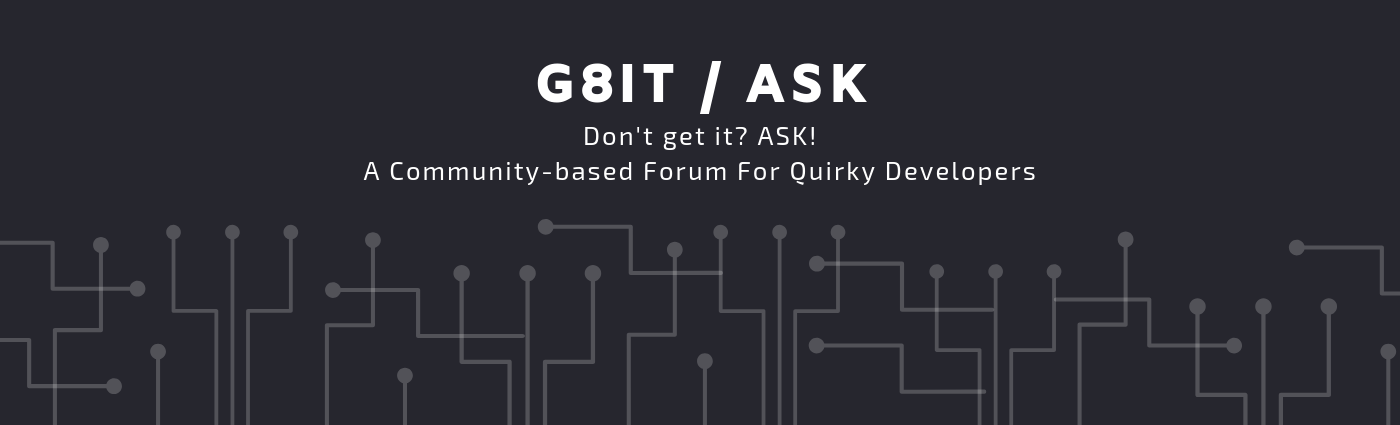 G8IT / ASK
Don't get it? ASK!
A Community-based Forum For Quirky Developers